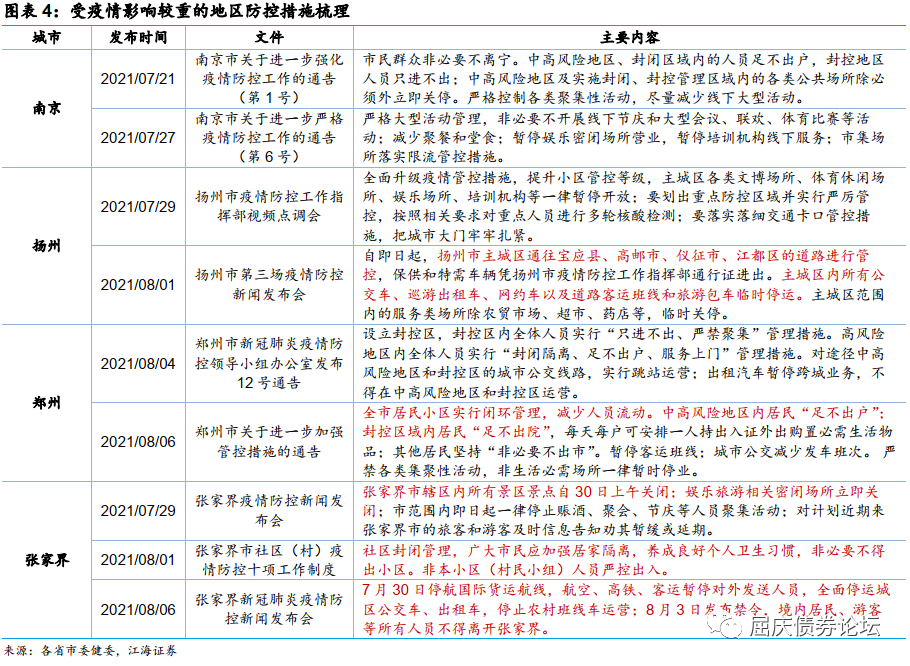 图表 4：受疫情影响较重的地区防控措施梳理
城市 发布时间 文件 主要内容
南京
2021/07/21
南京市关于进一步强化
疫情防控工作的通告
（第 1 号）
市民群众非必要不离宁。中高风险地区、封闭区域内的人员足不出户，封控地区
人员只进不出；中高风险地区及实施封闭、封控管理区域内的各类公共场所除必
须外立即关停。严格控制各类聚集性活动，尽量减少线下大型活动。
2021/07/27
南京市关于进一步严格
疫情防控工作的通告
（第 6 号）
严格大型活动管理，非必要不开展线下节庆和大型会议、联欢、体育比赛等活
动；减少聚餐和堂食；暂停娱乐密闭场所营业，暂停培训机构线下服务；市集场
所落实限流管控措施。
扬州
2021/07/29
扬州市疫情防控工作指
挥部视频点调会
全面升级疫情管控措施，提升小区管控等级，主城区各类文博场所、体育休闲场
所、娱乐场所、培训机构等一律暂停开放；要划出重点防控区域并实行严厉管
控，按照相关要求对重点人员进行多轮核酸检测；要落实落细交通卡口管控措
施，把城市大门牢牢扎紧。
2021/08/01
扬州市第三场疫情防控
新闻发布会
自即日起，扬州市主城区通往宝应县、高邮市、仪征市、江都区的道路进行管
控，保供和特需车辆凭扬州市疫情防控工作指挥部通行证进出。主城区内所有公
交车、巡游出租车、网约车以及道路客运班线和旅游包车临时停运。主城区范围
内的服务类场所除农贸市场、超市、药店等，临时关停。
郑州
2021/08/04
郑州市新冠肺炎疫情防
控领导小组办公室发布
12 号通告
设立封控区，封控区内全体人员实行“只进不出、严禁聚集”管理措施。高风险
地区内全体人员实行“封闭隔离、足不出户、服务上门”管理措施。对途径中高
风险地区和封控区的城市公交线路，实行跳站运营；出租汽车暂停跨城业务，不
得在中高风险地区和封控区运营。
2021/08/06
郑州市关于进一步加强
管控措施的通告
全市居民小区实行闭环管理，减少人员流动。中高风险地区内居民“足不出户”；
封控区域内居民“足不出院”，每天每户可安排一人持出入证外出购置必需生活物
品；其他居民坚持“非必要不出市”。暂停客运班线；城市公交减少发车班次。 严
禁各类集聚性活动，非生活必需场所一律暂时停业。
张家界
2021/07/29
张家界疫情防控新闻发
布会
张家界市辖区内所有景区景点自 30 日上午关闭；娱乐旅游相关密闭场所立即关
闭；市范围内即日起一律停止赈酒、聚会、节庆等人员聚集活动；对计划近期来
张家界市的旅客和游客及时信息告知劝其暂缓或延期。
2021/08/01
张家界市社区（村）疫
情防控十项工作制度
社区封闭管理，广大市民应加强居家隔离，养成良好个人卫生习惯，非必要不得
出小区。非本小区（村民小组）人员严控出入。
2021/08/06
张家界新冠肺炎疫情防
控新闻发布会
7 月 30 日停航国际货运航线，航空、高铁、客运暂停对外发送人员，全面停运城
区公交车、出租车，停止农村班线车运营；8 月 3 日发布禁令，境内居民、游客
等所有人员不得离开张家界。
来源：各省市委健委，江海证券
屈庆债券论坛